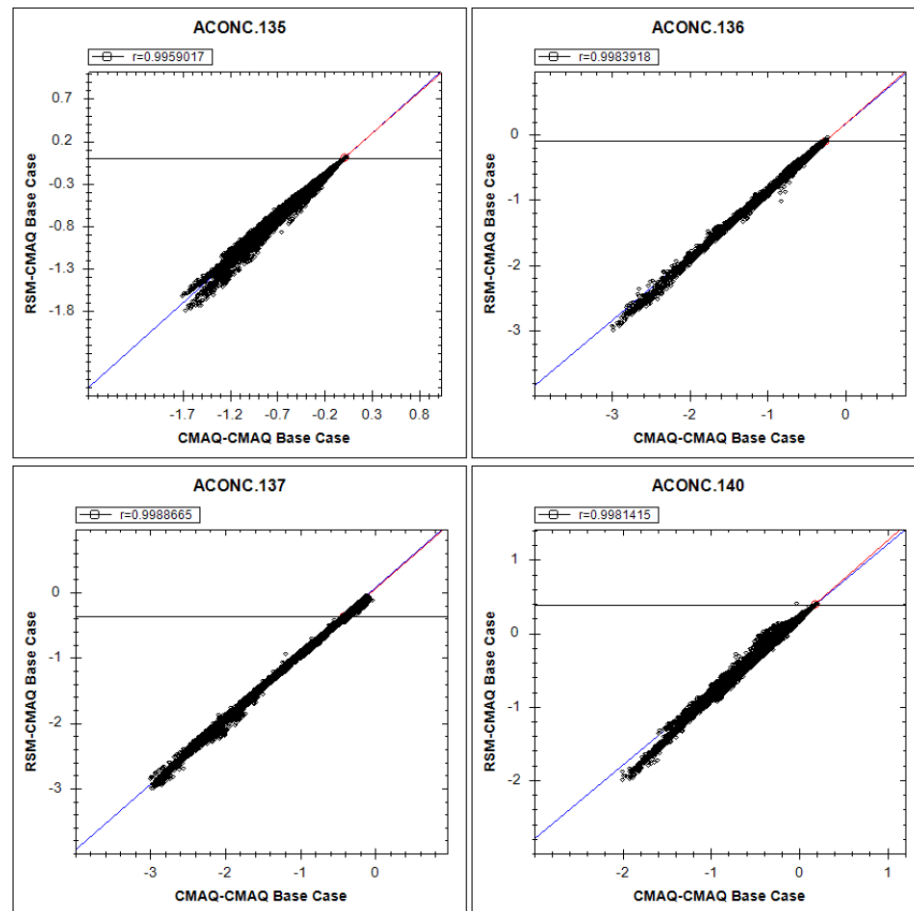 ACONC.135
r=0.9959017
0.7
0.2
-0.3
-0.8
-1.3
-1.8
RSM-CMAQ Base Case
-1.7 -1.2 -0.7 -0.2 0.3 0.8
CMAQ-CMAQ Base Case
ACONC.136
r=0.9983918
0
-1
-2
-3
RSM-CMAQ Base Case
-3 -2 -1 0
CMAQ-CMAQ Base Case
ACONC.137
r=0.9988665
0
-1
-2
-3
RSM-CMAQ Base Case
-3 -2 -1 0
CMAQ-CMAQ Base Case
ACONC.140
r=0.9981415
1
0
-1
-2
RSM-CMAQ Base Case
-2 -1 0 1
CMAQ-CMAQ Base Case